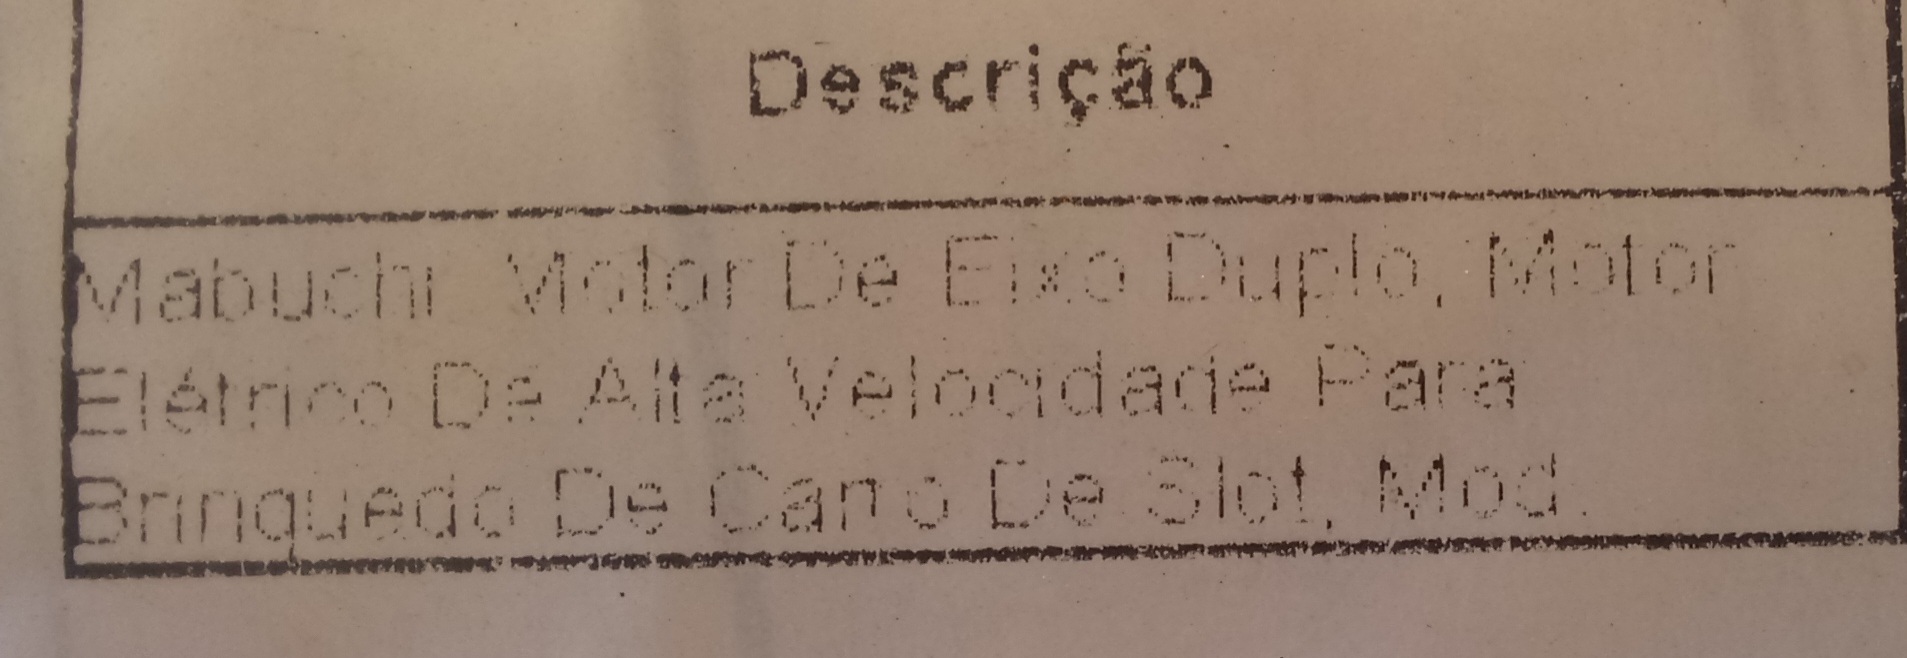 Descrição
Mabuchi Motor De Eixo Duplo, Motor
Elétrico De Alta Velocidade Para
Brinquedo De Carro De Slot, Mod.